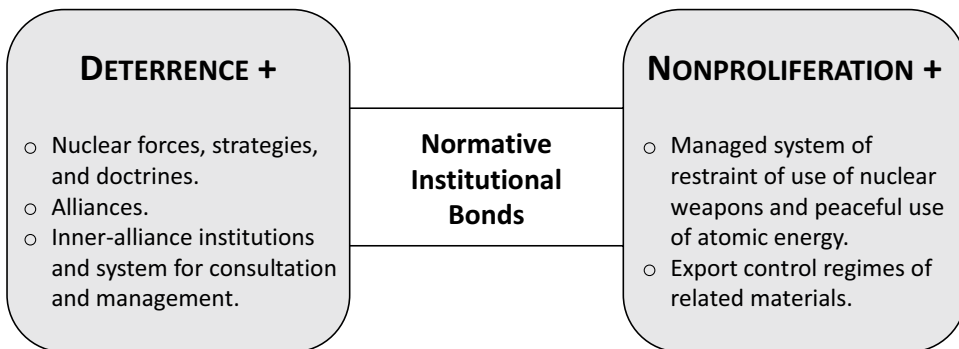 DETERRENCE +
○ Nuclear forces, strategies,
and doctrines.
○ Alliances.
○ Inner-alliance institutions
and system for consultation
and management.
Normative
Institutional
Bonds
NONPROLIFERATION +
○ Managed system of
restraint of use of nuclear
weapons and peaceful use
of atomic energy.
○ Export control regimes of
related materials.